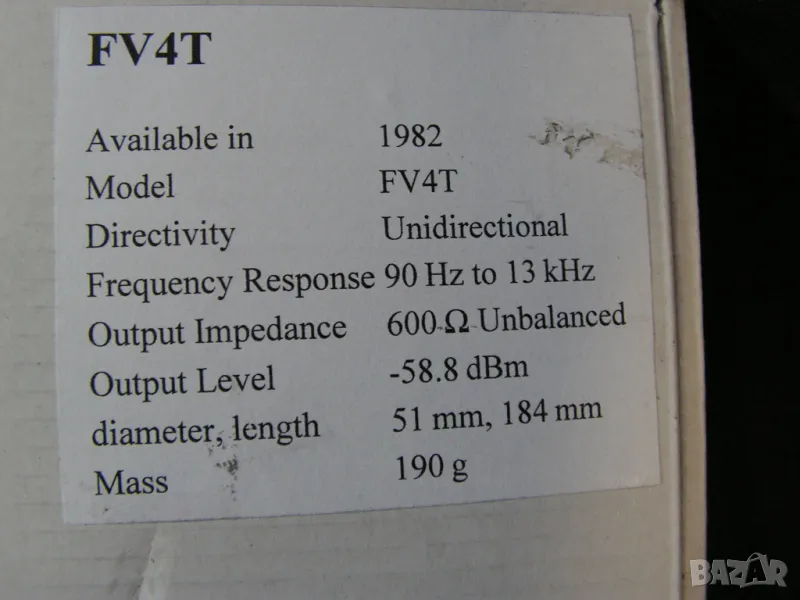 FV4T
Available in 1982
Model FV4T
Directivity Unidirectional
Frequency Response 90 Hz to 13 kHz
Output Impedance 600 Ω Unbalanced
Output Level -58.8 dBm
diameter, length 51 mm, 184 mm
Mass 190 g
BAZAR